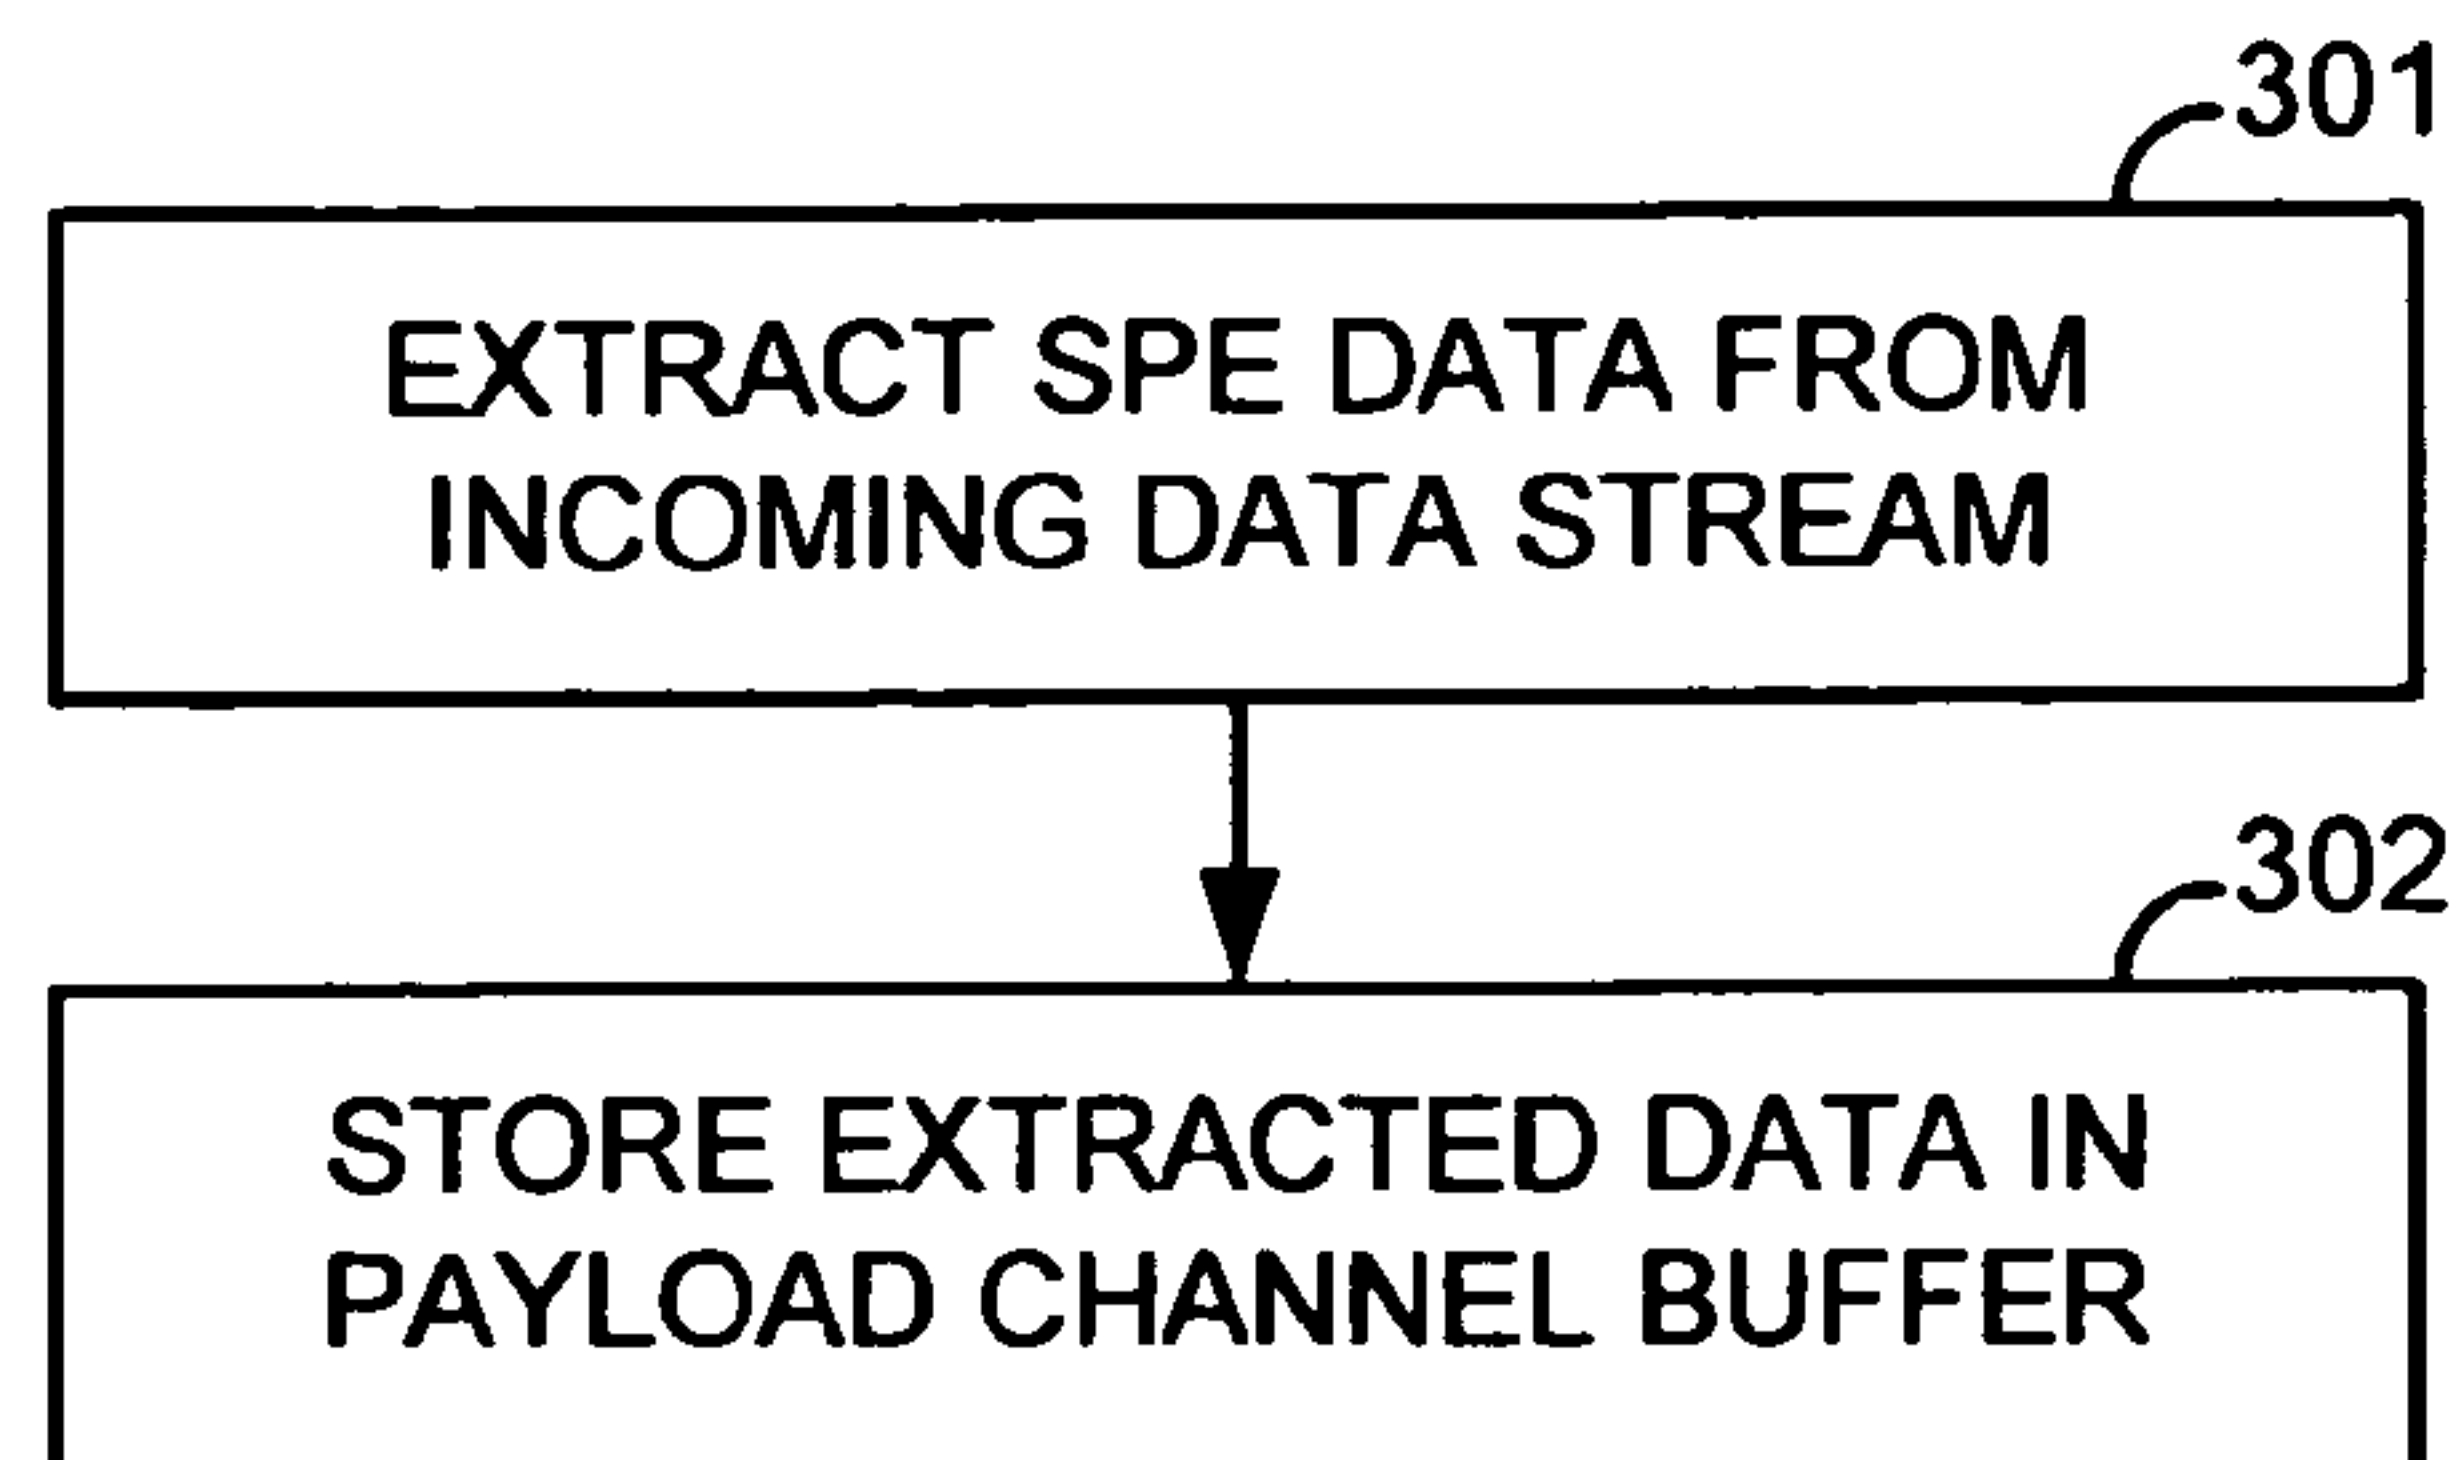 301
EXTRACT SPE DATA FROM
INCOMING DATA STREAM
302
STORE EXTRACTED DATA IN
PAYLOAD CHANNEL BUFFER